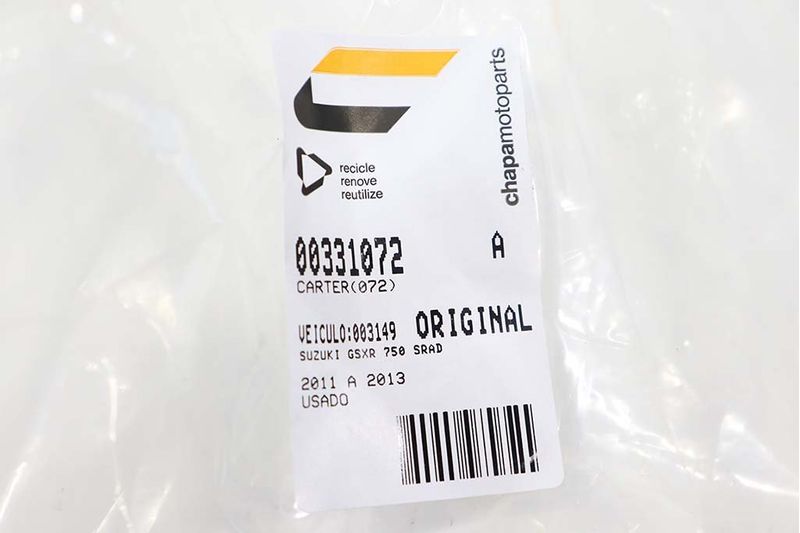 chapamotoparts
recicle
renove
reutilize
00331072 A
CARTER(072)
VEICULO:003149 ORIGINAL
SUZUKI GSXR 750 SRAD
2011 A 2013
USADO